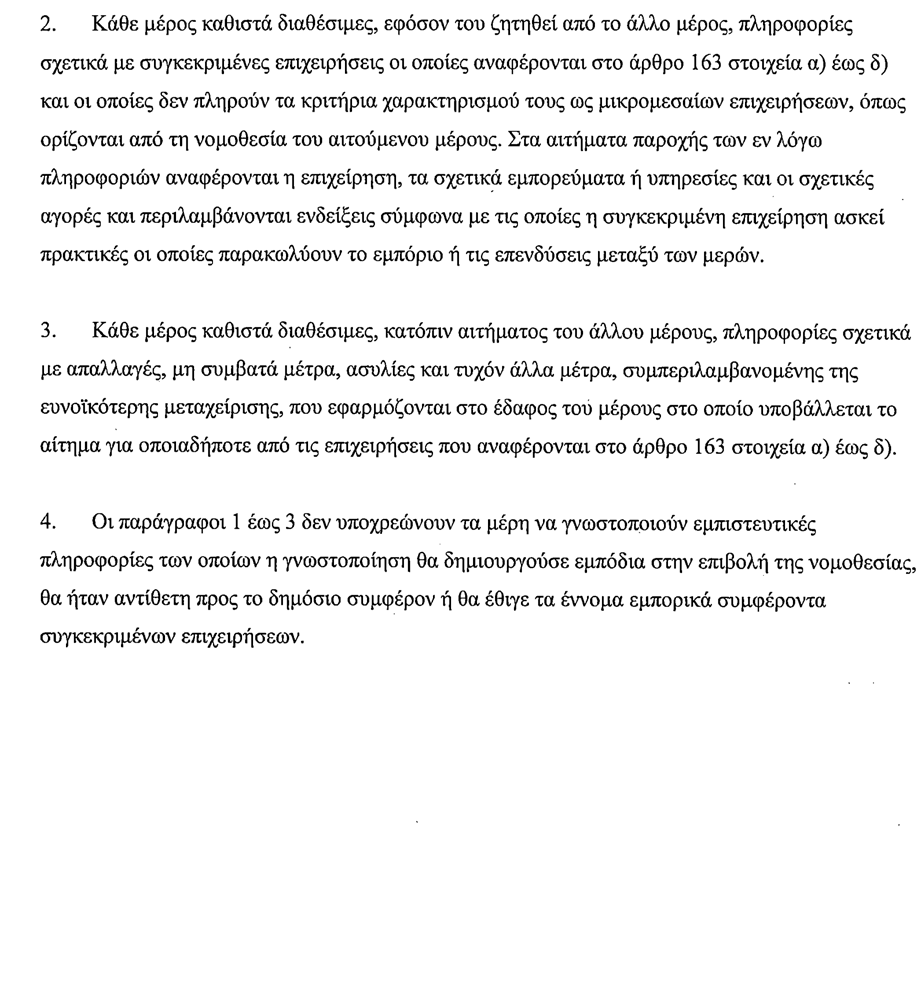 2. Κάθε μέρος καθιστά διαθέσιμες, εφόσον του ζητηθεί από το άλλο μέρος, πληροφορίες
σχετικά με συγκεκριμένες επιχειρήσεις οι οποίες αναφέρονται στο άρθρο 163 στοιχεία α) έως δ)
και οι οποίες δεν πληρούν τα κριτήρια χαρακτηρισμού τους ως μικρομεσαίων επιχειρήσεων, όπως
ορίζονται από τη νομοθεσία του αιτούμενου μέρους. Στα αιτήματα παροχής των εν λόγω
πληροφοριών αναφέρονται η επιχείρηση, τα σχετικά εμπορεύματα ή υπηρεσίες και οι σχετικές
αγορές και περιλαμβάνονται ενδείξεις σύμφωνα με τις οποίες η συγκεκριμένη επιχείρηση ασκεί
πρακτικές οι οποίες παρακωλύουν το εμπόριο ή τις επενδύσεις μεταξύ των μερών.
3. Κάθε μέρος καθιστά διαθέσιμες, κατόπιν αιτήματος του άλλου μέρους, πληροφορίες σχετικά
με απαλλαγές, μη συμβατά μέτρα, ασυλίες και τυχόν άλλα μέτρα, συμπεριλαμβανομένης της
ευνοϊκότερης μεταχείρισης, που εφαρμόζονται στο έδαφος του μέρους στο οποίο υποβάλλεται το
αίτημα για οποιαδήποτε από τις επιχειρήσεις που αναφέρονται στο άρθρο 163 στοιχεία α) έως δ).
4. Οι παράγραφοι 1 έως 3 δεν υποχρεώνουν τα μέρη να γνωστοποιούν εμπιστευτικές
πληροφορίες των οποίων η γνωστοποίηση θα δημιουργούσε εμπόδια στην επιβολή της νομοθεσίας,
θα ήταν αντίθετη προς το δημόσιο συμφέρον ή θα έθιγε τα έννομα εμπορικά συμφέροντα
συγκεκριμένων επιχειρήσεων.